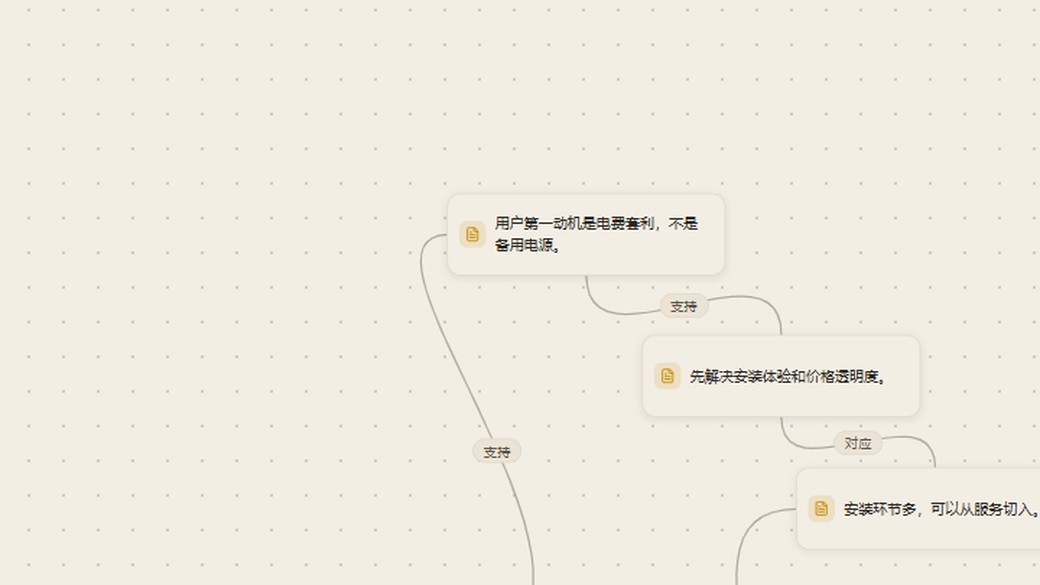 用户第一动机是电费套利，不是
备用电源。
支持
先解决安装体验和价格透明度。
对应
支持
安装环节多，可以从服务切入。